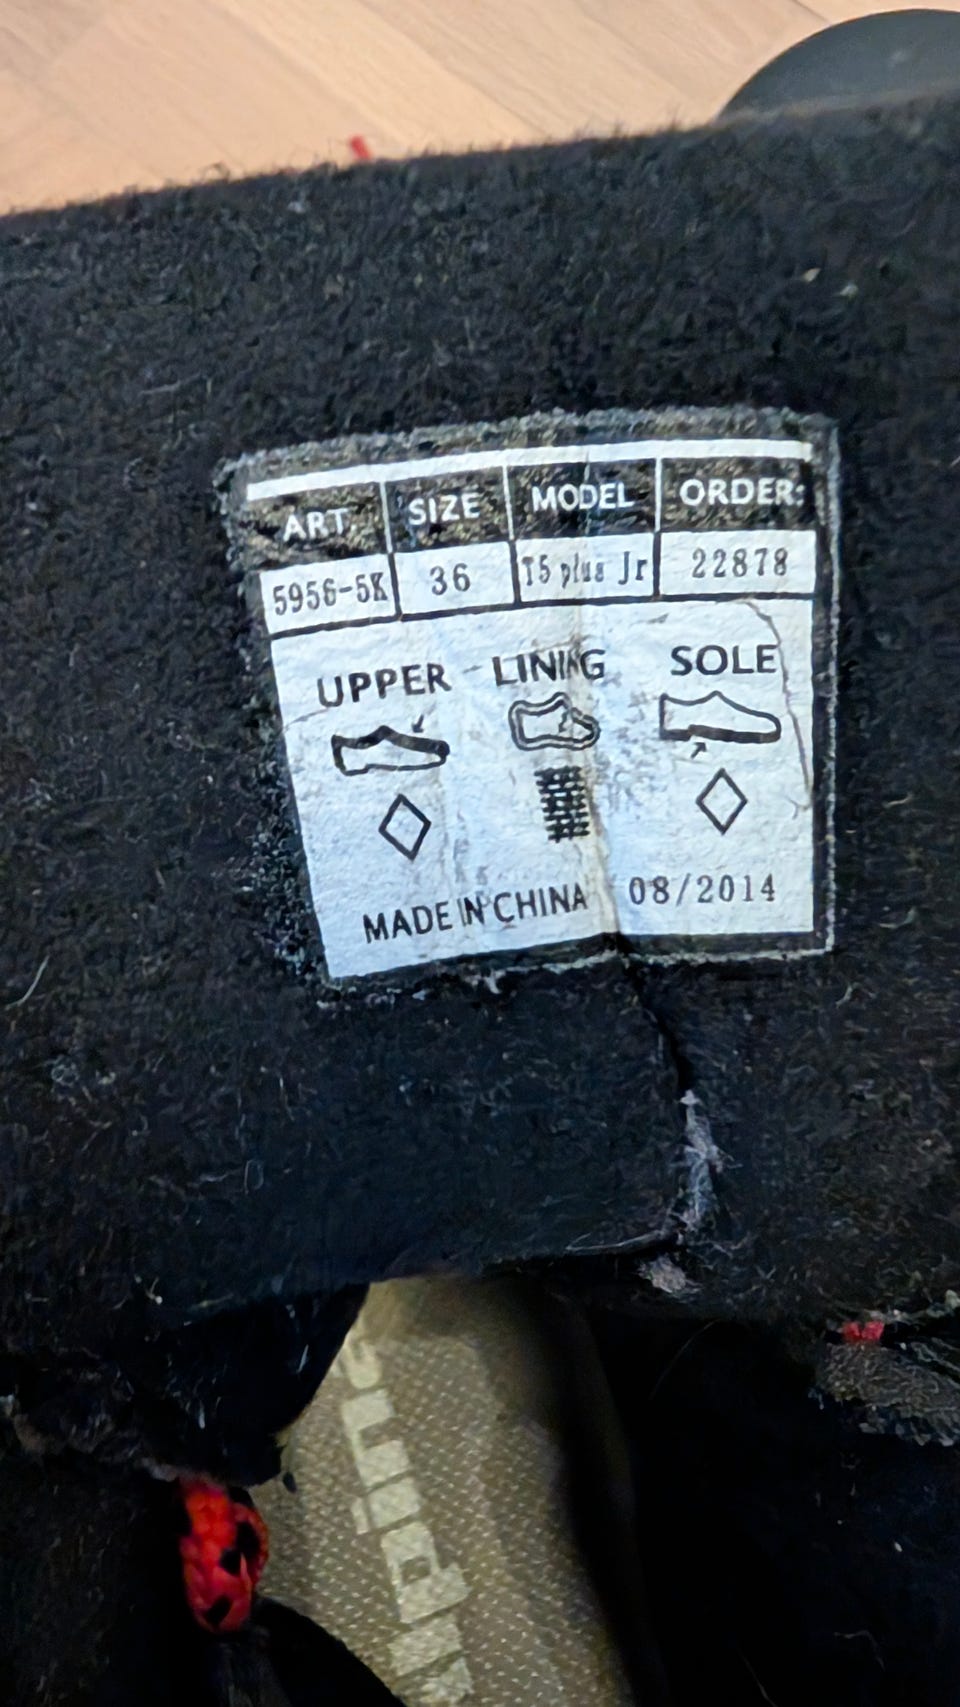 ART. SIZE MODEL ORDER:
5956-5K 36 T5 plus Jr 22878
UPPER LINING SOLE
MADE IN CHINA 08/2014